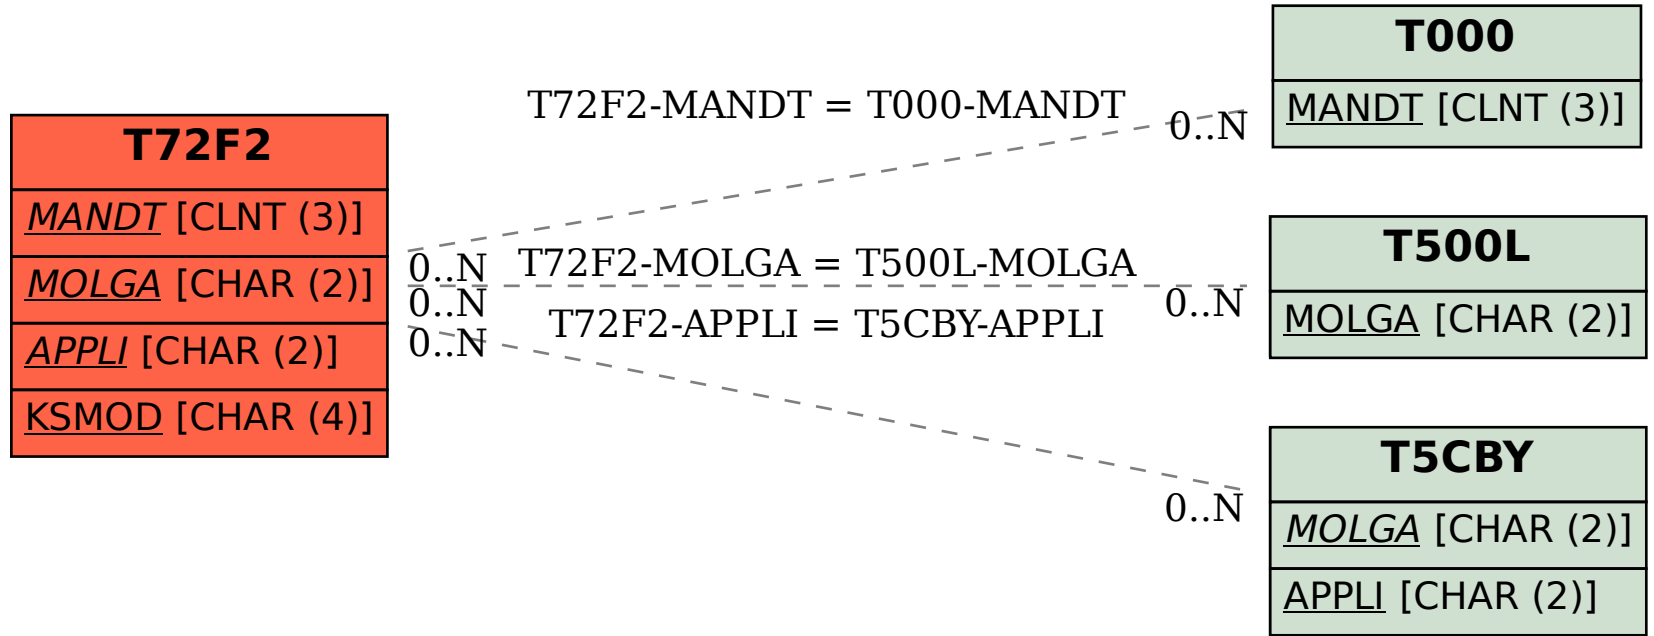 T72F2
MANDT [CLNT (3)]
MOLGA [CHAR (2)]
APPLI [CHAR (2)]
KSMOD [CHAR (4)]
T72F2-MANDT = T000-MANDT
0..N
0..N
T72F2-MOLGA = T500L-MOLGA
0..N
0..N
T72F2-APPLI = T5CBY-APPLI
0..N
0..N
T000
MANDT [CLNT (3)]
T500L
MOLGA [CHAR (2)]
T5CBY
MOLGA [CHAR (2)]
APPLI [CHAR (2)]